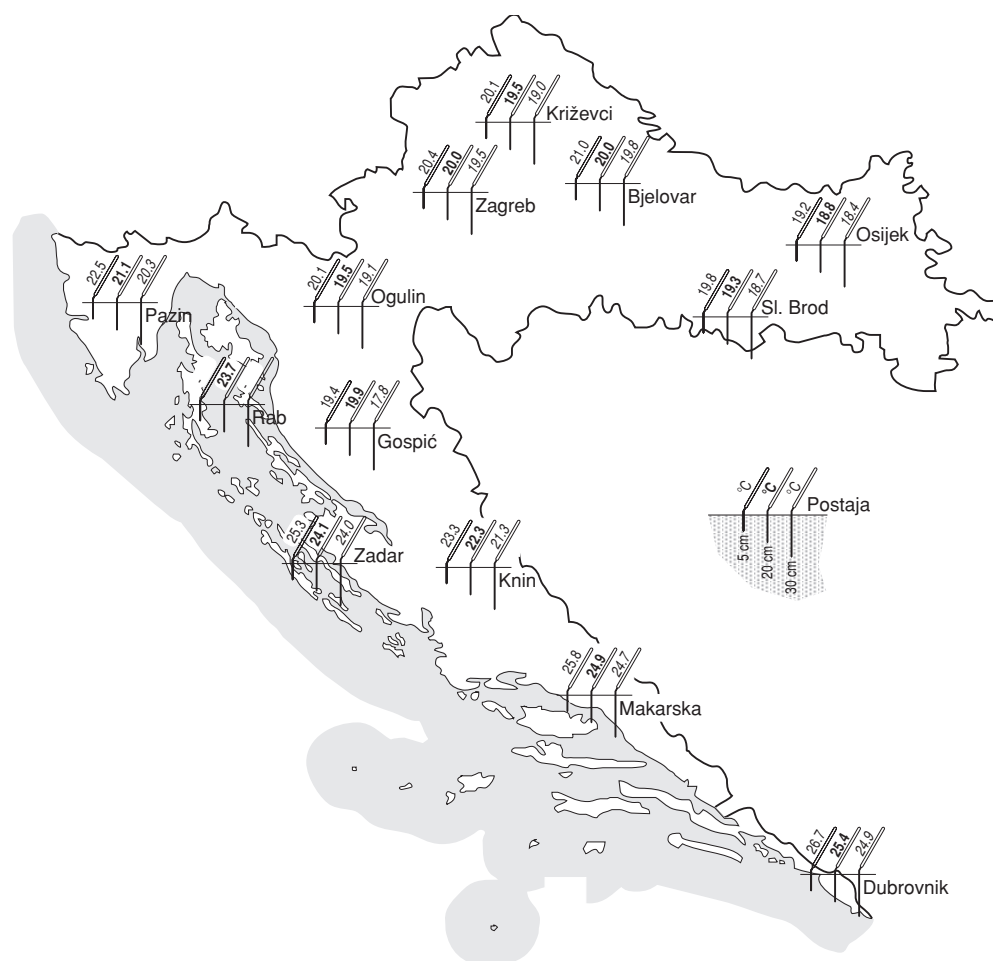 20.1 19.5 19.0
Križevci
20.4 20.0 19.5
Zagreb
21.0 20.0 19.8
Bjelovar
19.2 18.8 18.4
Osijek
22.5 21.1 20.3
Pazin
20.1 19.5 19.1
Ogulin
19.8 19.3 18.7
Sl. Brod
23.7
Rab
19.4 19.9 17.8
Gospić
°C °C °C
Postaja
5 cm 20 cm 30 cm
25.3 24.1 24.0
Zadar
23.3 22.3 21.3
Knin
25.8 24.9 24.7
Makarska
26.7 25.4 24.9
Dubrovnik